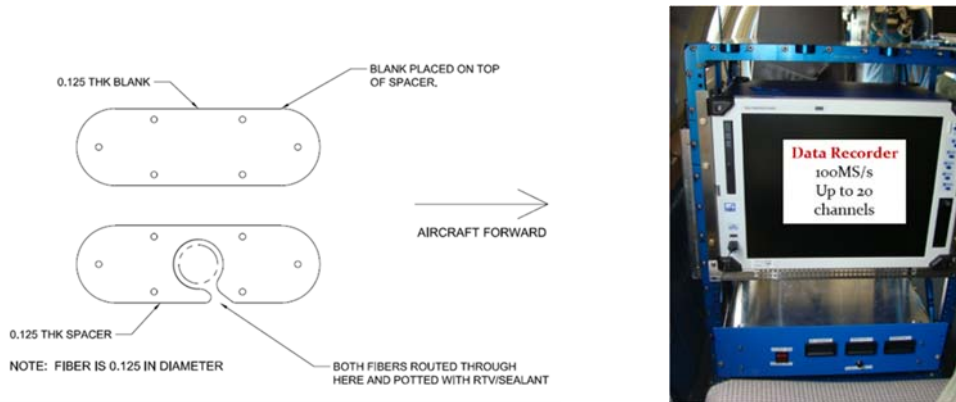 0.125 THK BLANK
BLANK PLACED ON TOP
OF SPACER.
AIRCRAFT FORWARD
0.125 THK SPACER
NOTE: FIBER IS 0.125 IN DIAMETER
BOTH FIBERS ROUTED THROUGH
HERE AND POTTED WITH RTV/SEALANT
Data Recorder
100MS/s
Up to 20
channels